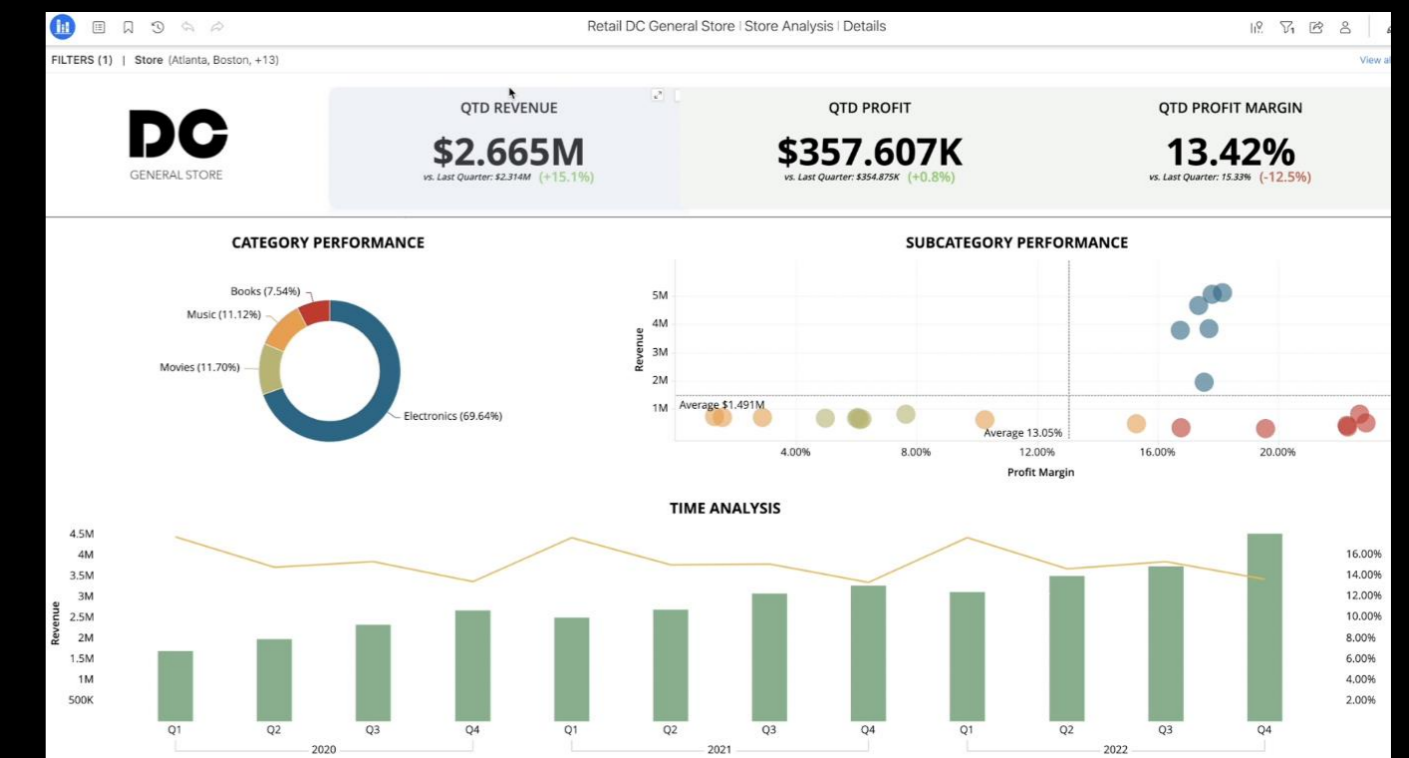 Retail DC General Store | Store Analysis | Details
FILTERS (1) | Store (Atlanta, Boston, +13)
View
DC
GENERAL STORE
QTD REVENUE
$2.665M
vs. Last Quarter: $2.314M (+15.1%)
QTD PROFIT
$357.607K
vs. Last Quarter: $354.875K (+0.8%)
QTD PROFIT MARGIN
13.42%
vs. Last Quarter: 15.33% (-12.5%)
CATEGORY PERFORMANCE
Books (7.54%)
Music (11.12%)
Movies (11.70%)
Electronics (69.64%)
SUBCATEGORY PERFORMANCE
Revenue
5M
4M
3M
2M
1M
Average $1.491M
Average 13.05%
4.00% 8.00% 12.00% 16.00% 20.00%
Profit Margin
TIME ANALYSIS
Revenue
4.5M
4M
3.5M
3M
2.5M
2M
1.5M
1M
500K
16.00%
14.00%
12.00%
10.00%
8.00%
6.00%
4.00%
2.00%
Q1 Q2 Q3 Q4 Q1 Q2 Q3 Q4 Q1 Q2 Q3 Q4
2020 2021 2022